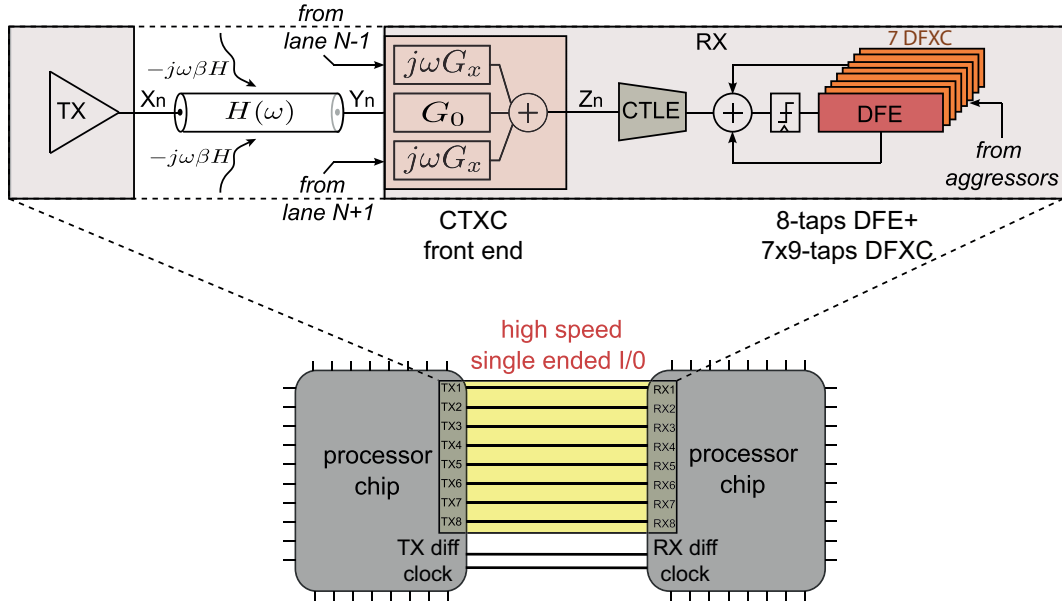 from
lane N-1
RX
7 DFXC
-jωβH
jωGₓ
TX
Xn
H(ω)
Yn
G₀
Zn
CTLE
DFE
-jωβH
jωGₓ
from
lane N+1
from
aggressors
CTXC
front end
8-taps DFE+
7x9-taps DFXC
high speed
single ended I/0
TX1
TX2
TX3
TX4
TX5
TX6
TX7
TX8
RX1
RX2
RX3
RX4
RX5
RX6
RX7
RX8
processor
chip
processor
chip
TX diff
clock
RX diff
clock